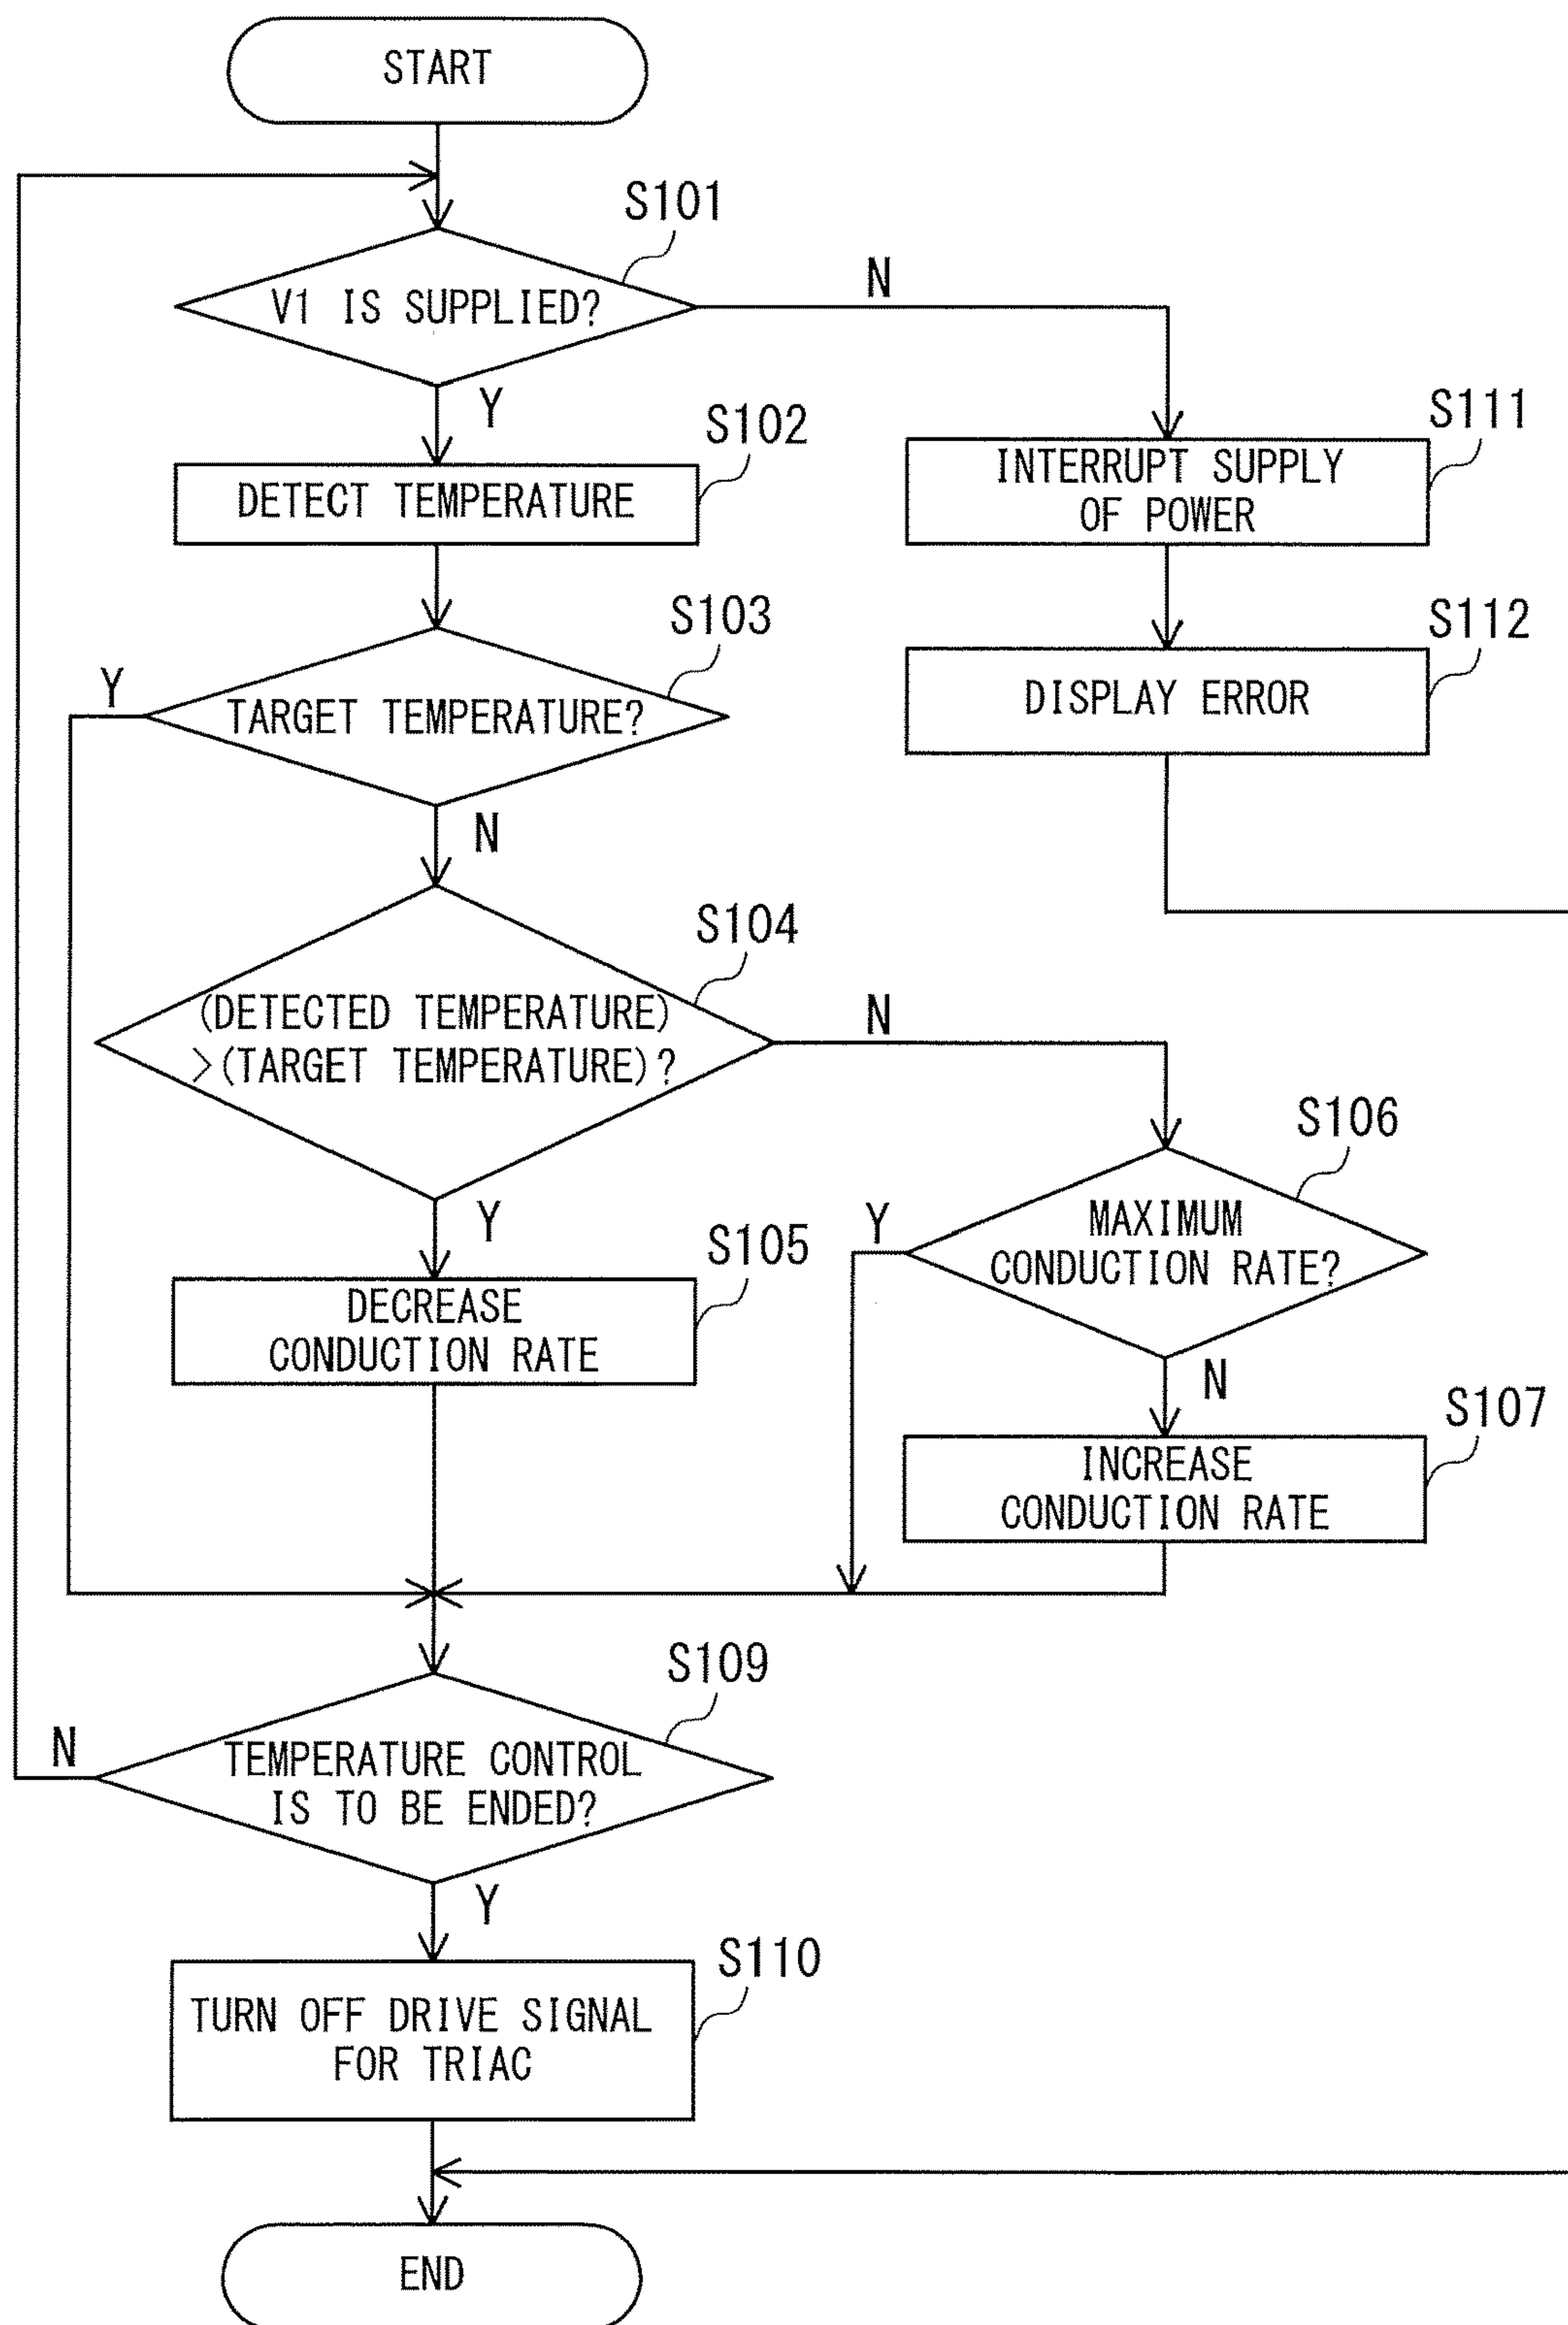 START
S101
V1 IS SUPPLIED?
N
Y
S102
DETECT TEMPERATURE
S111
INTERRUPT SUPPLY
OF POWER
S103
Y
TARGET TEMPERATURE?
N
S112
DISPLAY ERROR
S104
(DETECTED TEMPERATURE)
>(TARGET TEMPERATURE)?
N
Y
S106
Y
MAXIMUM
CONDUCTION RATE?
N
S105
DECREASE
CONDUCTION RATE
S107
INCREASE
CONDUCTION RATE
S109
N
TEMPERATURE CONTROL
IS TO BE ENDED?
Y
S110
TURN OFF DRIVE SIGNAL
FOR TRIAC
END